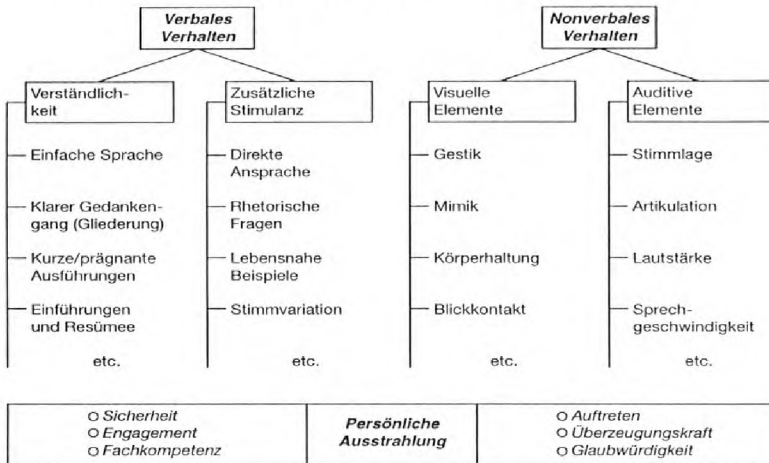 Verbales
Verhalten
Nonverbales
Verhalten
Verständlich-
keit
Einfache Sprache
Klarer Gedanken-
gang (Gliederung)
Kurze/prägnante
Ausführungen
Einführungen
und Resümee
etc.
Zusätzliche
Stimulanz
Direkte
Ansprache
Rhetorische
Fragen
Lebensnahe
Beispiele
Stimmvariation
etc.
Visuelle
Elemente
Gestik
Mimik
Körperhaltung
Blickkontakt
etc.
Auditive
Elemente
Stimmlage
Artikulation
Lautstärke
Sprech-
geschwindigkeit
etc.
Sicherheit
Engagement
Fachkompetenz
Persönliche
Ausstrahlung
Auftreten
Überzeugungskraft
Glaubwürdigkeit